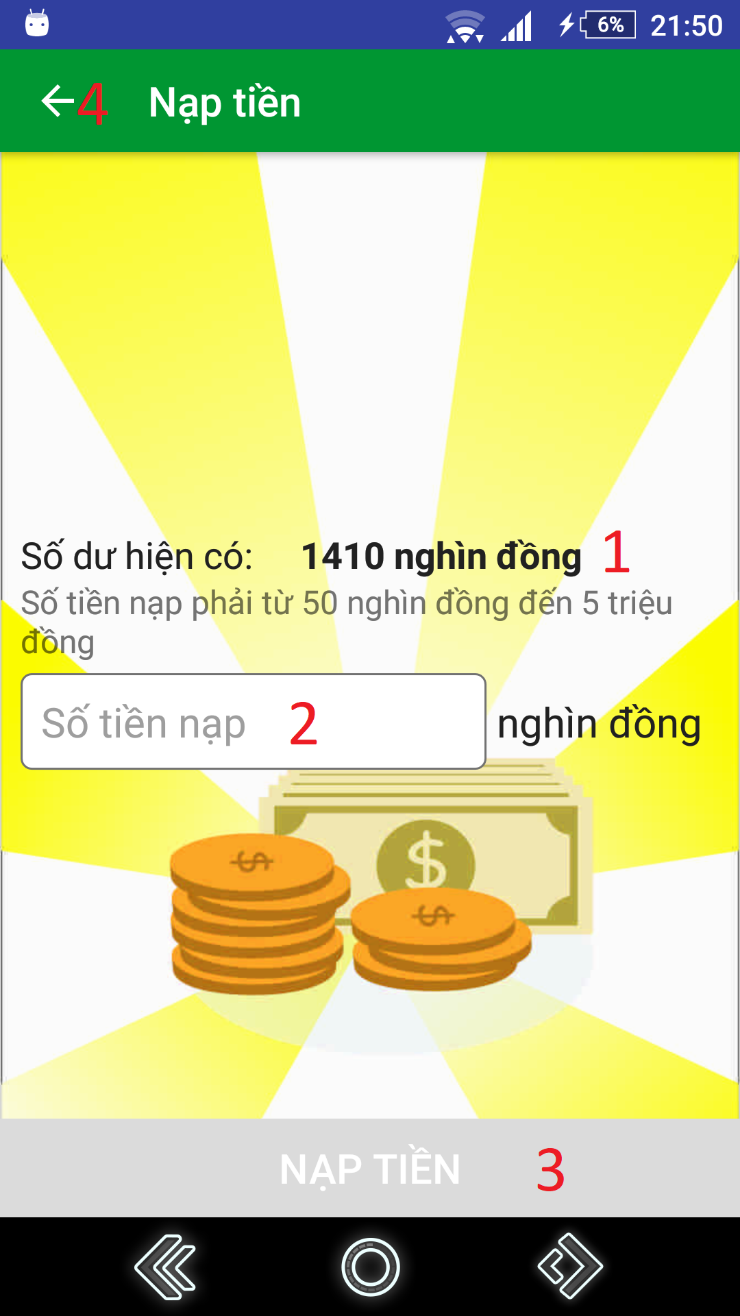 6% 21:50
4 Nạp tiền
Số dư hiện có: 1410 nghìn đồng 1
Số tiền nạp phải từ 50 nghìn đồng đến 5 triệu
đồng
Số tiền nạp 2 nghìn đồng
$
$ $
NẠP TIỀN 3